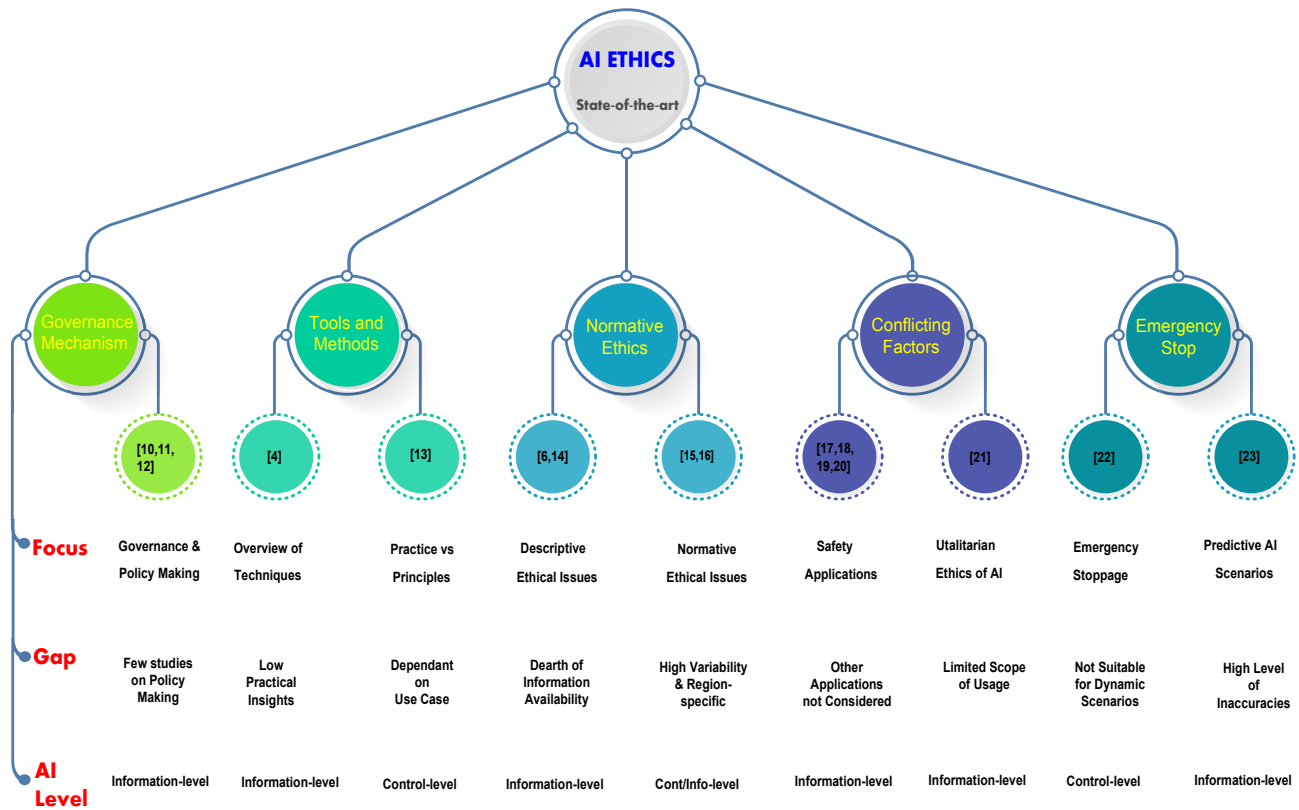 AI ETHICS
State-of-the-art
Governance
Mechanism
Tools and
Methods
Normative
Ethics
Conflicting
Factors
Emergency
Stop
[10,11,
12]
[4]
[13]
[6,14]
[15,16]
[17,18,
19,20]
[21]
[22]
[23]
Focus
Governance &
Policy Making
Overview of
Techniques
Practice vs
Principles
Descriptive
Ethical Issues
Normative
Ethical Issues
Safety
Applications
Utalitarian
Ethics of AI
Emergency
Stoppage
Predictive AI
Scenarios
Gap
Few studies
on Policy
Making
Low
Practical
Insights
Dependant
on
Use Case
Dearth of
Information
Availability
High Variability
& Region-
specific
Other
Applications
not Considered
Limited Scope
of Usage
Not Suitable
for Dynamic
Scenarios
High Level
of
Inaccuracies
AI
Level
Information-level
Information-level
Control-level
Information-level
Cont/Info-level
Information-level
Information-level
Control-level
Information-level